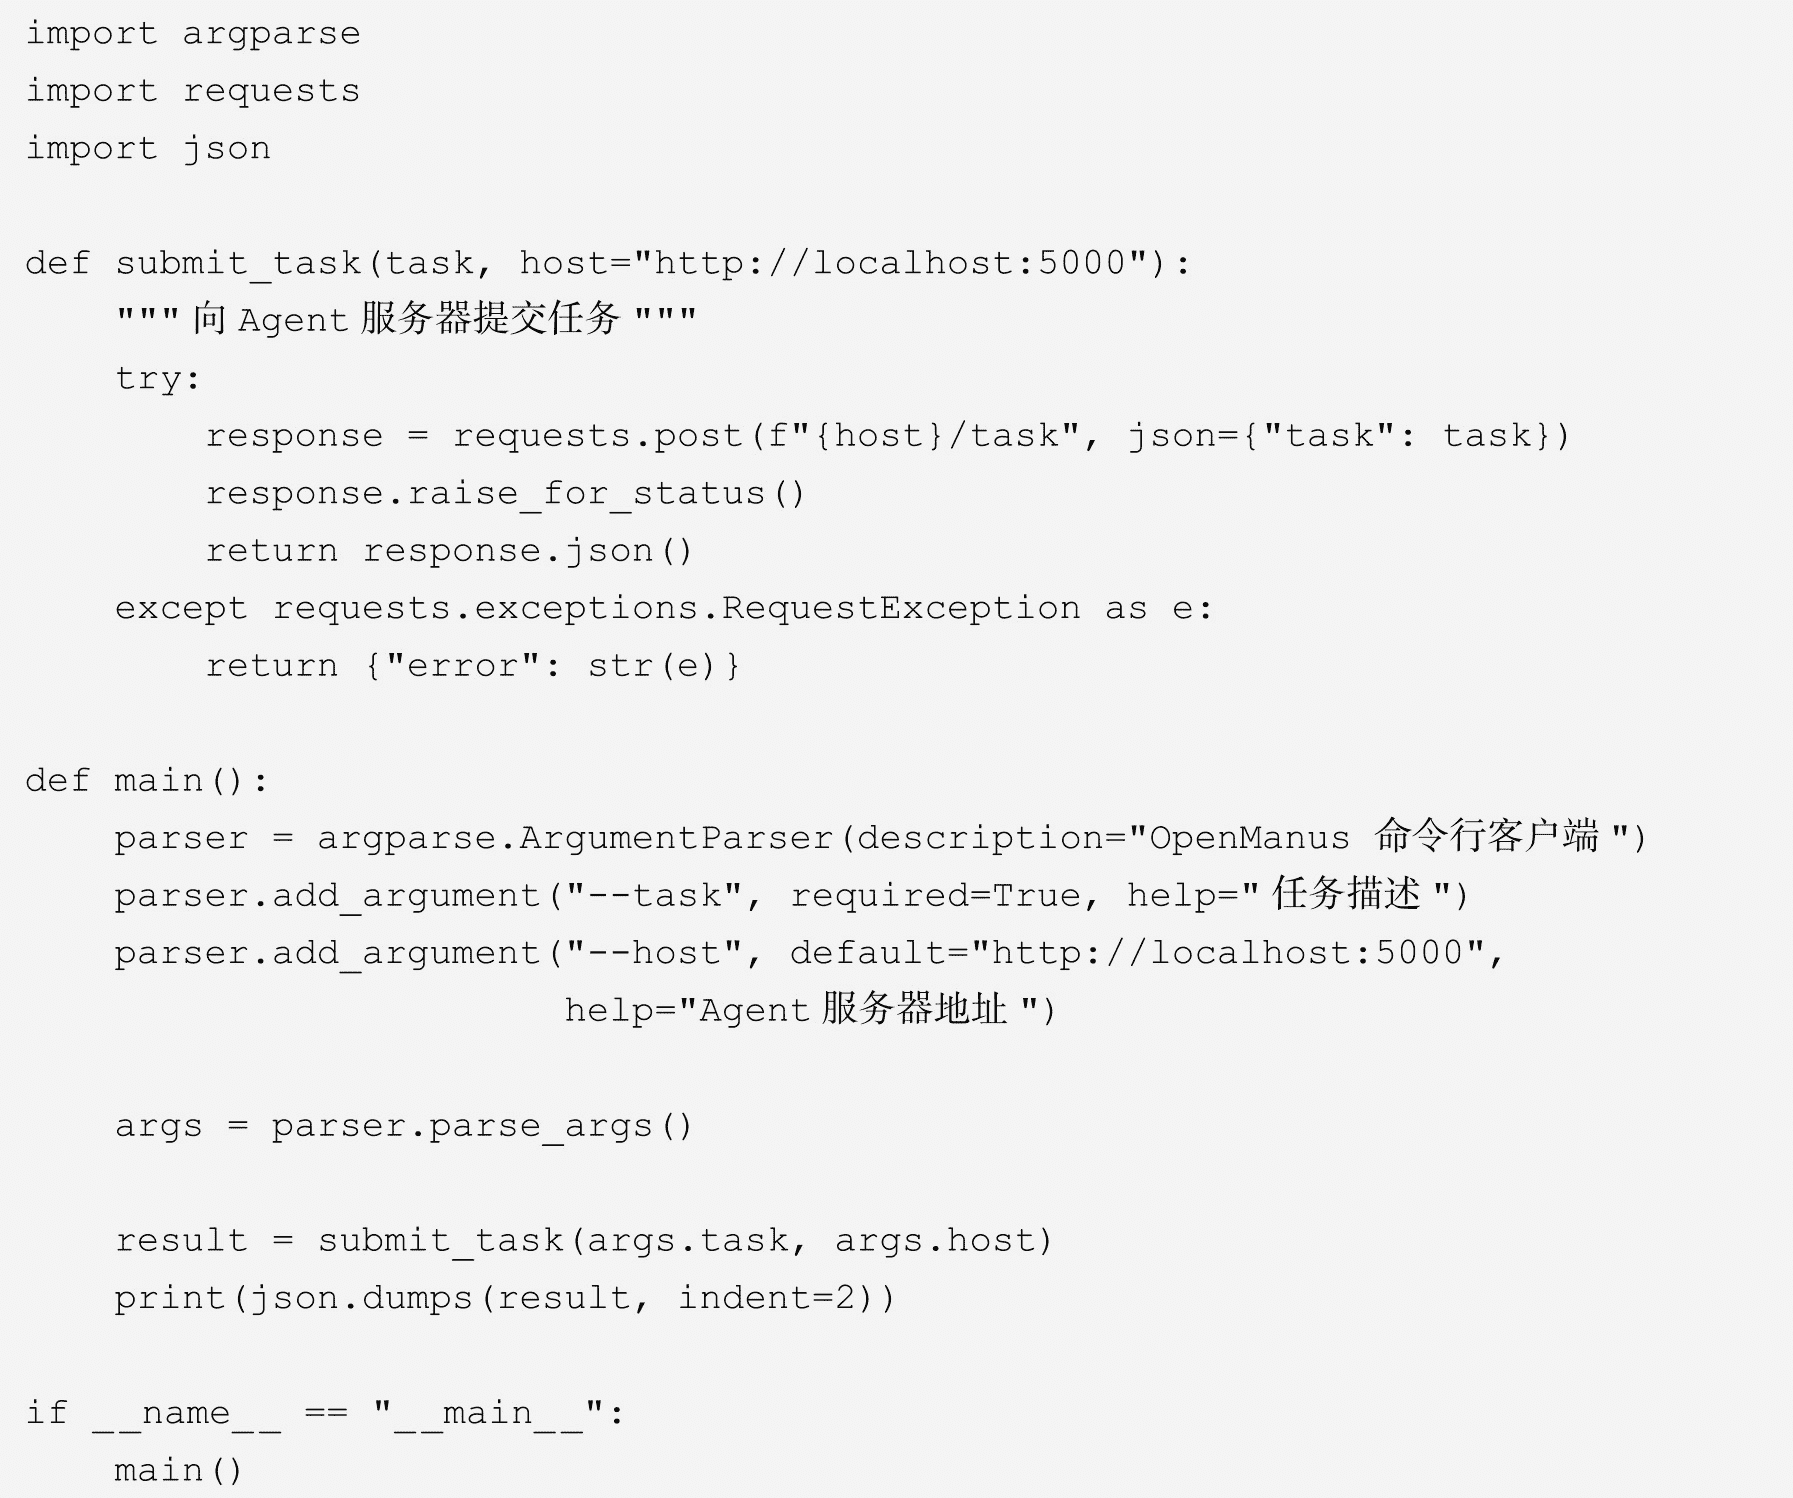 import argparse
import requests
import json

def submit_task(task, host="http://localhost:5000"):
    """ 向 Agent 服务器提交任务 """
    try:
        response = requests.post(f"{host}/task", json={"task": task})
        response.raise_for_status()
        return response.json()
    except requests.exceptions.RequestException as e:
        return {"error": str(e)}

def main():
    parser = argparse.ArgumentParser(description="OpenManus 命令行客户端 ")
    parser.add_argument("--task", required=True, help=" 任务描述 ")
    parser.add_argument("--host", default="http://localhost:5000",
                        help="Agent 服务器地址 ")

    args = parser.parse_args()

    result = submit_task(args.task, args.host)
    print(json.dumps(result, indent=2))

if __name__ == "__main__":
    main()